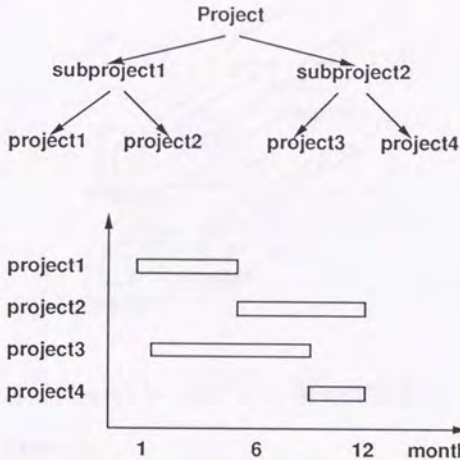 Project
subproject1 subproject2
project1 project2 project3 project4
project1
project2
project3
project4
1 6 12 month